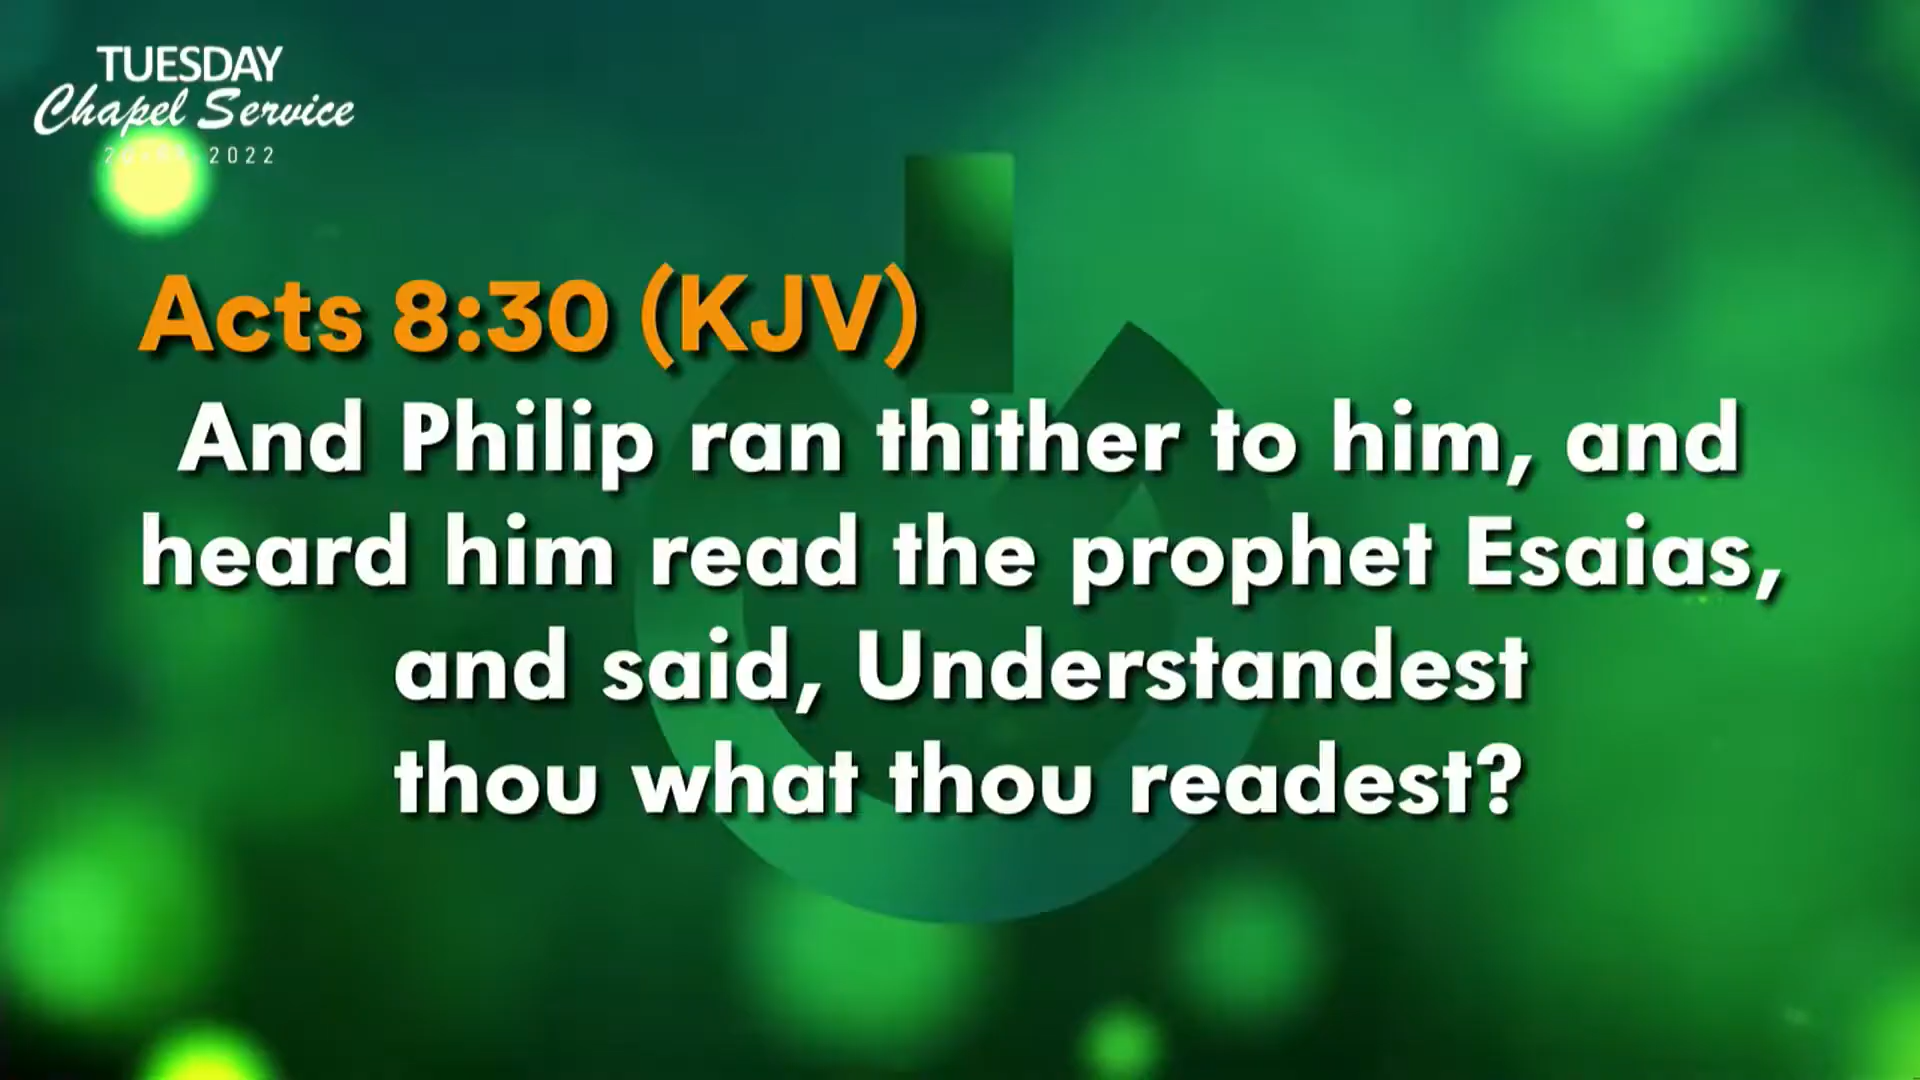 TUESDAY
Chapel Service
2022
Acts 8:30 (KJV)
And Philip ran thither to him, and
heard him read the prophet Esaias,
and said, Understandest
thou what thou readest?